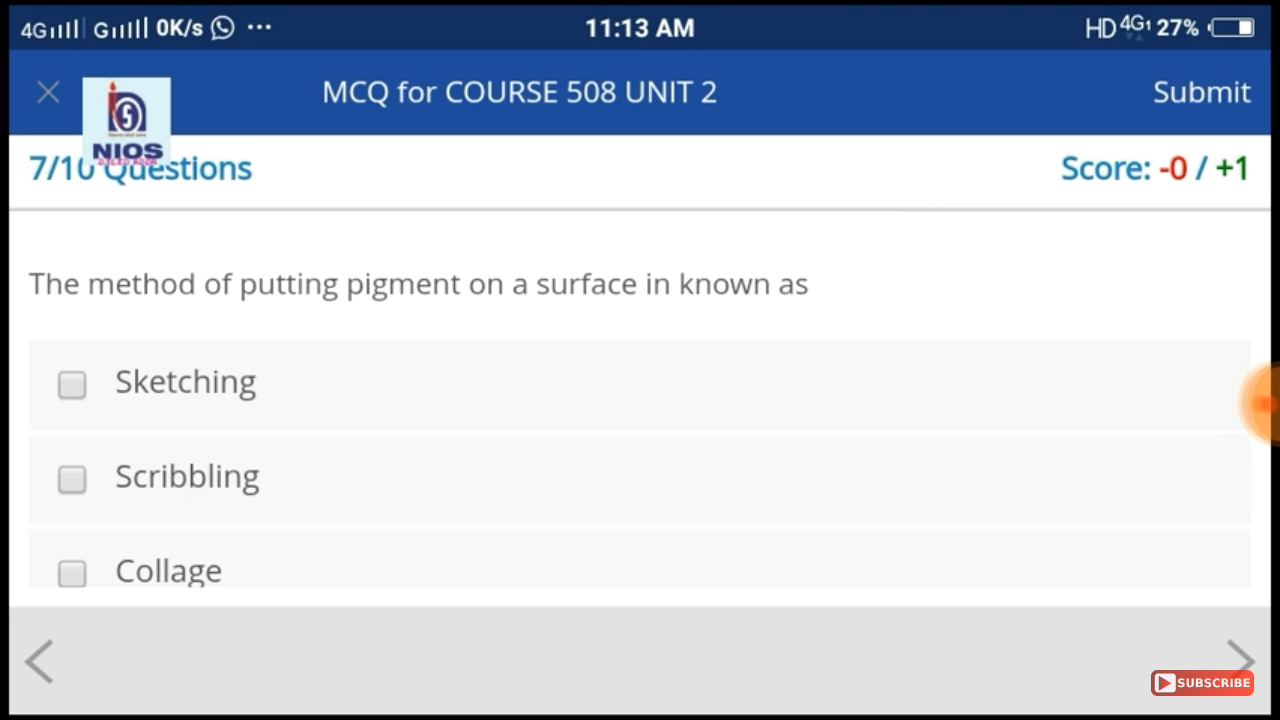 4G G 0K/s ... 11:13 AM HD 4G1 27%
MCQ for COURSE 508 UNIT 2 Submit
NIOS
7/10 Questions Score: -0 / +1
The method of putting pigment on a surface in known as
Sketching
Scribbling
Collage
SUBSCRIBE